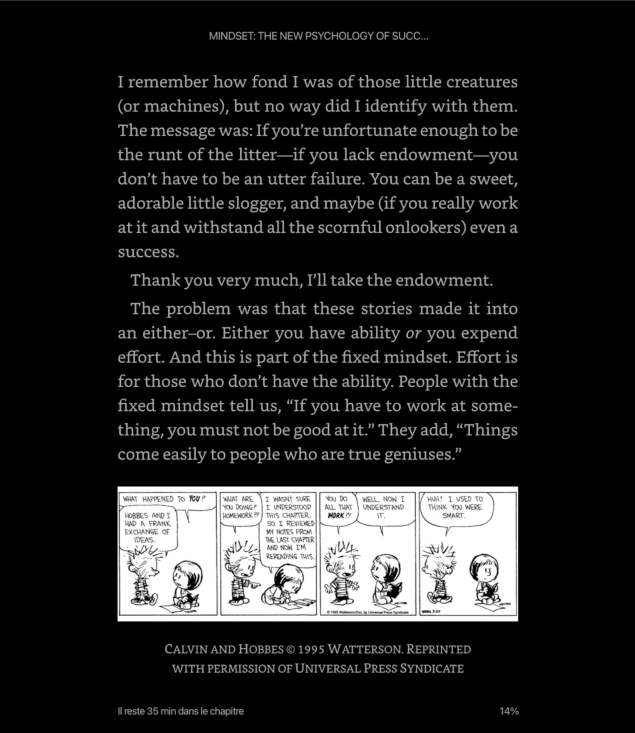 MINDSET: THE NEW PSYCHOLOGY OF SUCC...
I remember how fond I was of those little creatures
(or machines), but no way did I identify with them.
The message was: If you're unfortunate enough to be
the runt of the litter—if you lack endowment—you
don't have to be an utter failure. You can be a sweet,
adorable little slogger, and maybe (if you really work
at it and withstand all the scornful onlookers) even a
success.
Thank you very much, I'll take the endowment.
The problem was that these stories made it into
an either–or. Either you have ability or you expend
effort. And this is part of the fixed mindset. Effort is
for those who don't have the ability. People with the
fixed mindset tell us, “If you have to work at some-
thing, you must not be good at it.” They add, “Things
come easily to people who are true geniuses.”
WHAT HAPPENED TO YOU?
HOBBES AND I
HAD A FRANK
EXCHANGE OF
IDEAS.
WHAT ARE
YOU DOING?
HOMEWORK??
I WASN'T SURE
I UNDERSTOOD
THIS CHAPTER,
SO I REVIEWED
MY NOTES FROM
THE LAST CHAPTER
AND NOW I'M
REREADING THIS.
YOU DO
ALL THAT
WORK?!
WELL, NOW I
UNDERSTAND
IT.
© 1995 Watterson/Dist. by Universal Press Syndicate
HUH! I USED TO
THINK YOU WERE
SMART.
CALVIN AND HOBBES © 1995 WATTERSON. REPRINTED
WITH PERMISSION OF UNIVERSAL PRESS SYNDICATE
Il reste 35 min dans le chapitre
14%